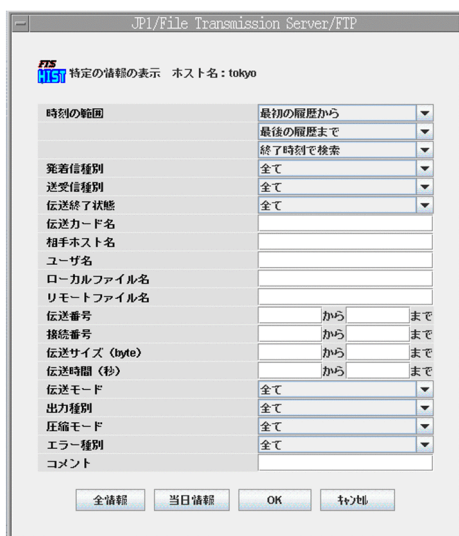 JP1/File Transmission Server/FTP
FTS
HIST 特定の情報の表示 ホスト名：tokyo
時刻の範囲 最初の履歴から
最後の履歴まで
終了時刻で検索
発着信種別 全て
送受信種別 全て
伝送終了状態 全て
伝送カード名
相手ホスト名
ユーザ名
ローカルファイル名
リモートファイル名
伝送番号 から まで
接続番号 から まで
伝送サイズ（byte） から まで
伝送時間（秒） から まで
伝送モード 全て
出力種別 全て
圧縮モード 全て
エラー種別 全て
コメント
全情報 当日情報 OK ｷｬﾝｾﾙ